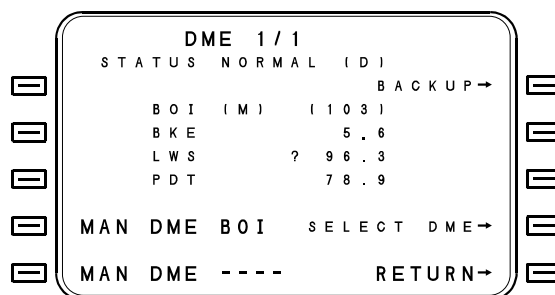 DME 1/1
STATUS NORMAL (D)
BACKUP→
BOI (M) (103)
BKE 5.6
LWS ? 96.3
PDT 78.9
MAN DME BOI SELECT DME→
MAN DME ---- RETURN→